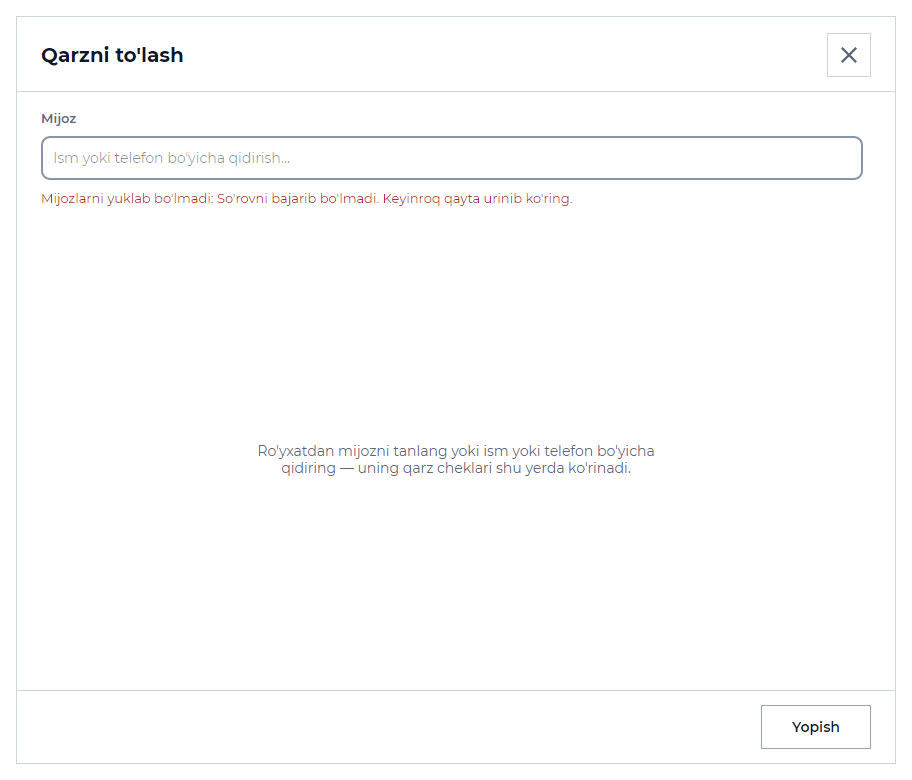 Qarzni to'lash
Mijoz
Ism yoki telefon bo'yicha qidirish...
Mijozlarni yuklab bo'lmadi: So'rovni bajarib bo'lmadi. Keyinroq qayta urinib ko'ring.
Ro'yxatdan mijozni tanlang yoki ism yoki telefon bo'yicha
qidiring — uning qarz cheklari shu yerda ko'rinadi.
Yopish